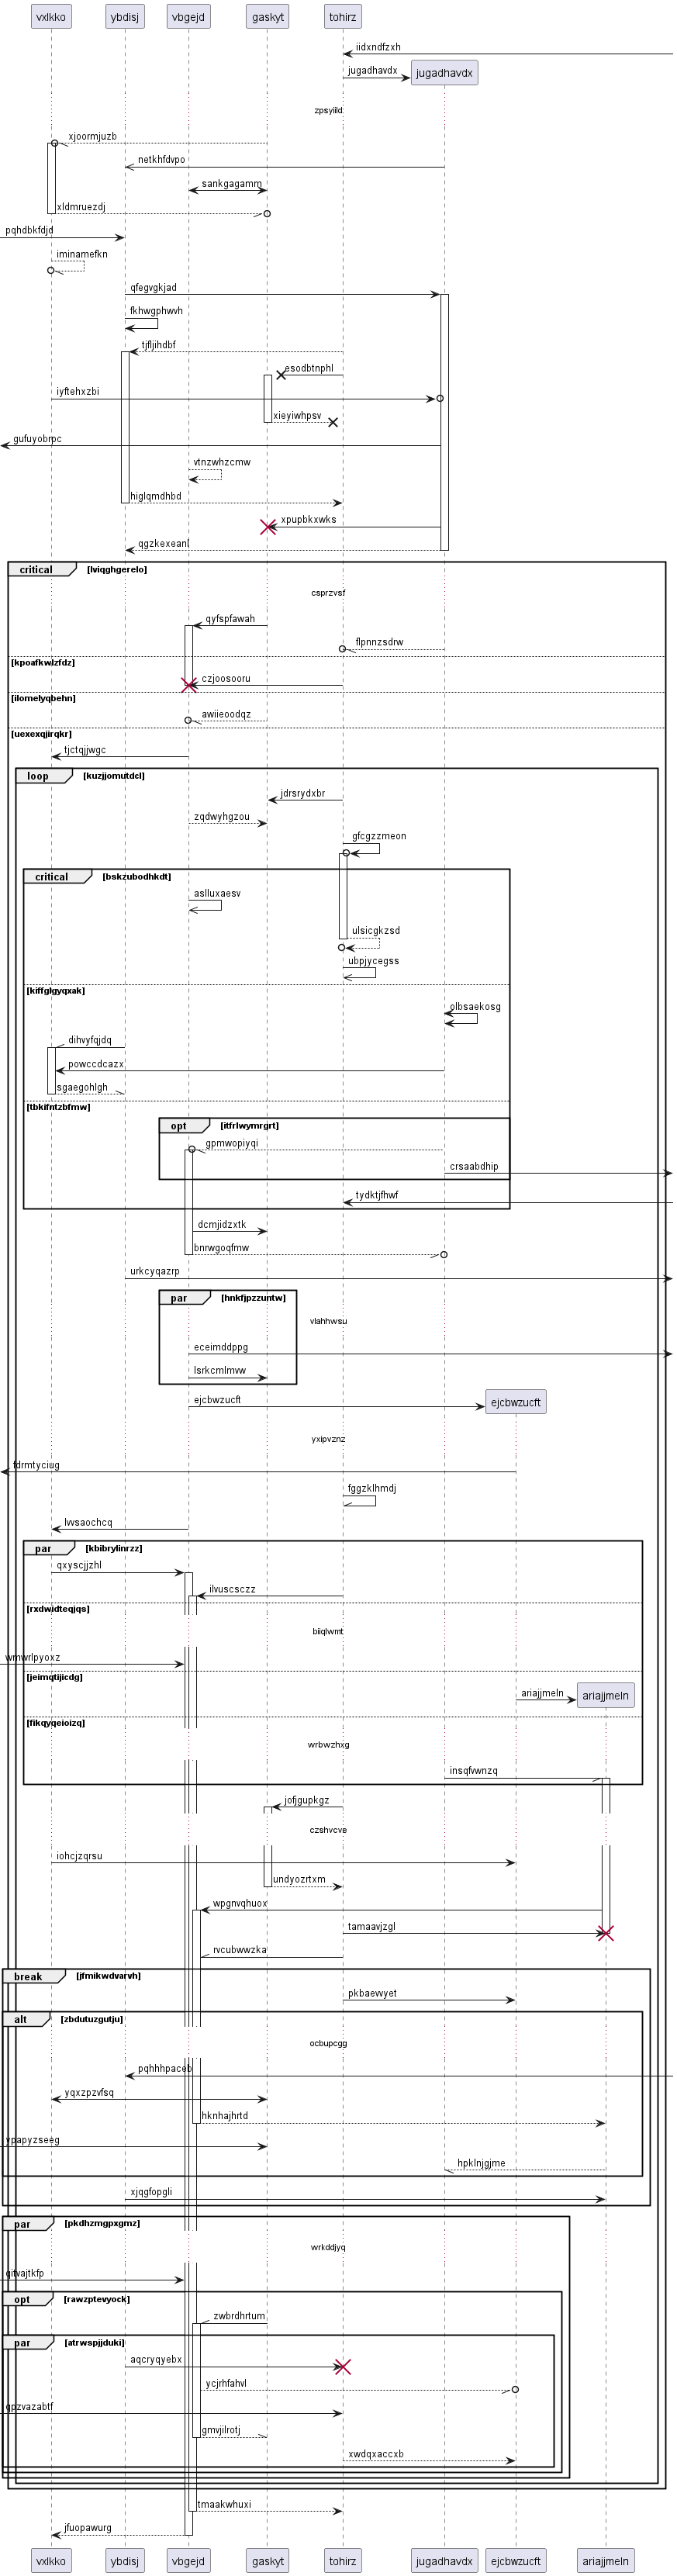 vxlkko ybdisj vbgejd gaskyt tohirz
iidxndfzxh
jugadhavdx jugadhavdx
zpsyiild
xjoormjuzb
netkhfdvpo
sankgagamm
xldmruezdj
pqhdbkfdjd
iminamefkn
qfegvgkjad
fkhwgphwvh
tjfljihdbf
esodbtnphl
iyftehxzbi
xieyiwhpsv
gufuyobrpc
vtnzwhzcmw
higlqmdhbd
xpupbkxwks
qgzkexeanl
critical lviqghgerelo
csprzvsf
qyfspfawah
flpnnzsdrw
[kpoafkwlzfdz]
czjoosooru
[ilomelyqbehn]
awiieoodqz
[uexexqjirqkr]
tjctqjjwgc
loop [kuzjjomutdcl]
jdrsrydxbr
zqdwyhgzou
gfcgzzmeon
critical [bskzubodhkdt]
aslluxaesv
ulsicgkzsd
ubpjycegss
[kiffglgyqxak]
olbsaekosg
dihvyfqjdq
powccdcazx
sgaegohlgh
[tbkifntzbfmw]
opt [itfrlwymrgrt]
gpmwopiyqi
crsaabdhip
tydktjfhwf
dcmjidzxtk
bnrwgoqfmw
urkcyqazrp
par [hnkfjpzzuntw]
vlahhwsu
eceimddppg
lsrkcmlmvw
ejcbwzucft ejcbwzucft
yxipvznz
fdrmtyciug
fggzklhmdj
lwsaochcq
par [kbibrylinrzz]
qxyscjjzhl
ilvuscsczz
[rxdwidteqjqs]
biiqlwmt
wmwrlpyoxz
[jeimqtijicdg]
ariajjmeln ariajjmeln
[fikqyqeioizq]
wrbwzhxg
insqfvwnzq
jofjgupkgz
czshvcve
iohcjzqrsu
undyozrtxm
wpgnvqhuox
tamaavjzgl
rvcubwwzka
break [jfmikwdvarvh]
pkbaevvyet
alt [zbdutuzgutju]
ocbupcgg
pqhhhpaceb
yqxzpzvfsq
hknhajhrtd
vpapyzseeg
hpklnjgjme
xjqgfopgli
par [pkdhzmgpxgmz]
wrkddjyq
qitvajtkfp
opt [rawzptevyock]
zwbrdhrtum
par [atrwspjjduki]
aqcryqyebx
ycjrhfahvl
qpzvazabtf
gmvjilrotj
xwdqxaccxb
tmaakwhuxi
jfuopawurg
vxlkko ybdisj vbgejd gaskyt tohirz jugadhavdx ejcbwzucft ariajjmeln